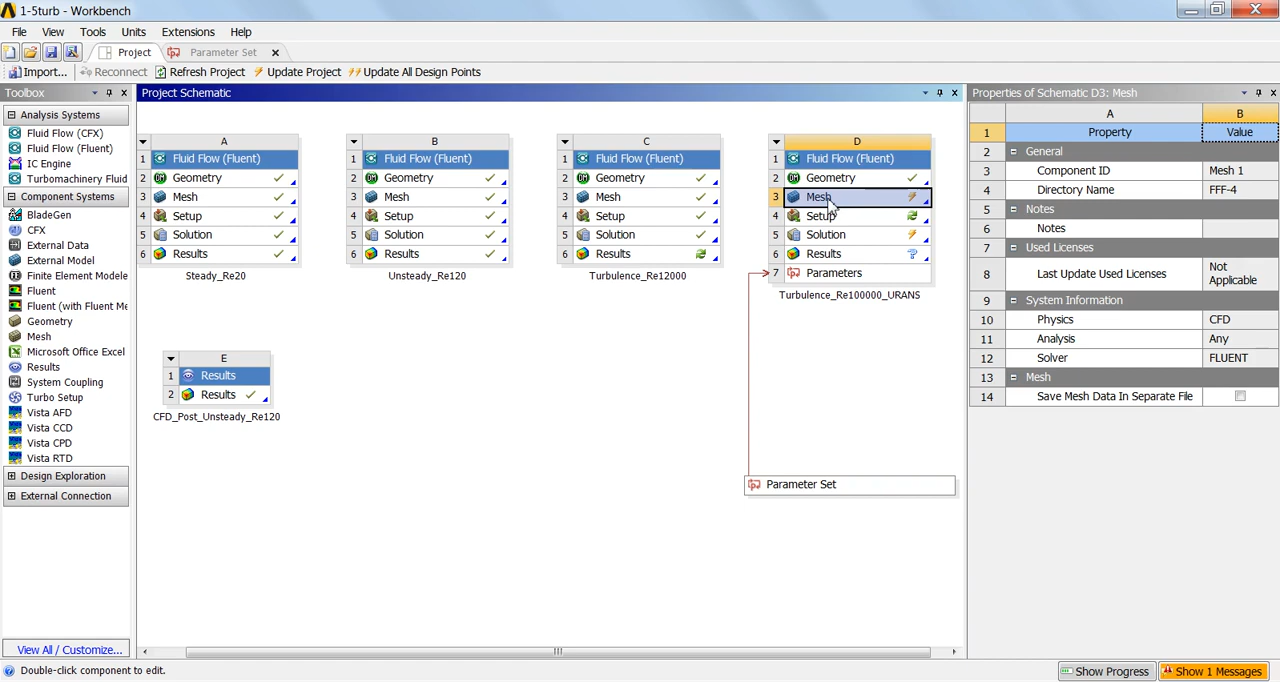 1-5turb - Workbench
File View Tools Units Extensions Help
Project Parameter Set
Import... Reconnect Refresh Project Update Project Update All Design Points
Toolbox
Analysis Systems
Fluid Flow (CFX)
Fluid Flow (Fluent)
IC Engine
Turbomachinery Fluid
Component Systems
BladeGen
CFX
External Data
External Model
Finite Element Modele
Fluent
Fluent (with Fluent Me
Geometry
Mesh
Microsoft Office Excel
Results
System Coupling
Turbo Setup
Vista AFD
Vista CCD
Vista CPD
Vista RTD
Design Exploration
External Connection
View All / Customize...
Project Schematic
A
1 Fluid Flow (Fluent)
2 Geometry
3 Mesh
4 Setup
5 Solution
6 Results
Steady_Re20
B
1 Fluid Flow (Fluent)
2 Geometry
3 Mesh
4 Setup
5 Solution
6 Results
Unsteady_Re120
C
1 Fluid Flow (Fluent)
2 Geometry
3 Mesh
4 Setup
5 Solution
6 Results
Turbulence_Re12000
D
1 Fluid Flow (Fluent)
2 Geometry
3 Mesh
4 Setup
5 Solution
6 Results
7 Parameters
Turbulence_Re100000_URANS
E
1 Results
2 Results
CFD_Post_Unsteady_Re120
Parameter Set
Properties of Schematic D3: Mesh
A B
1 Property Value
2 General
3 Component ID Mesh 1
4 Directory Name FFF-4
5 Notes
6 Notes
7 Used Licenses
8 Last Update Used Licenses Not Applicable
9 System Information
10 Physics CFD
11 Analysis Any
12 Solver FLUENT
13 Mesh
14 Save Mesh Data In Separate File
Double-click component to edit.
Show Progress Show 1 Messages